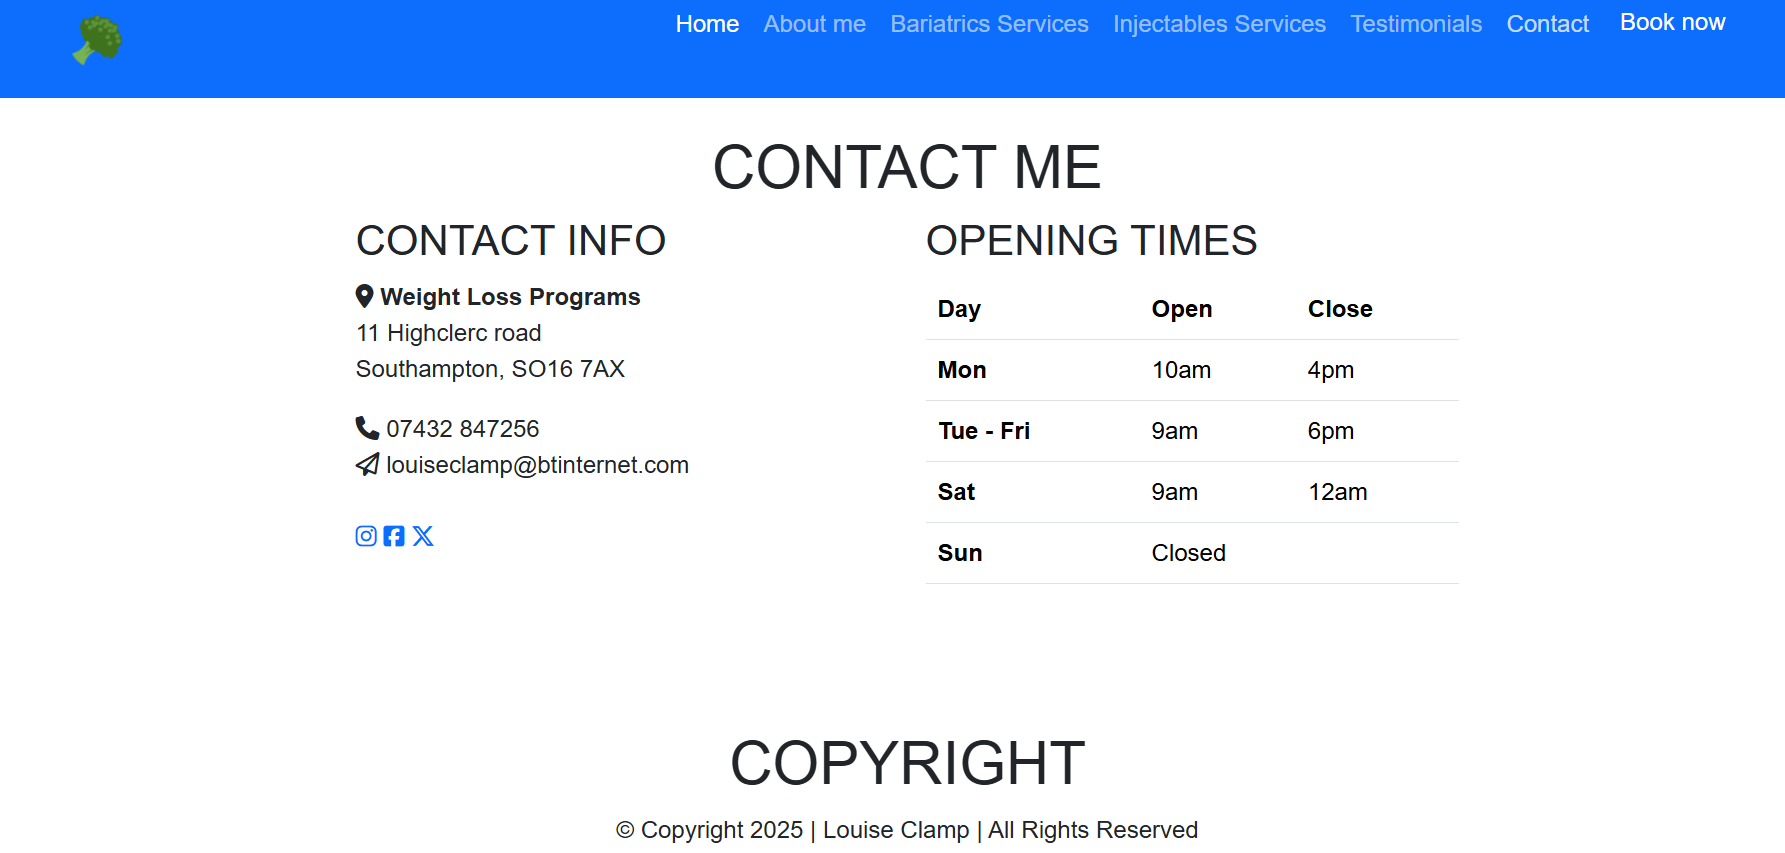 Home About me Bariatrics Services Injectables Services Testimonials Contact Book now
CONTACT ME
CONTACT INFO
Weight Loss Programs
11 Highclerc road
Southampton, SO16 7AX
07432 847256
louiseclamp@btinternet.com
OPENING TIMES
Day Open Close
Mon 10am 4pm
Tue - Fri 9am 6pm
Sat 9am 12am
Sun Closed
COPYRIGHT
© Copyright 2025 | Louise Clamp | All Rights Reserved